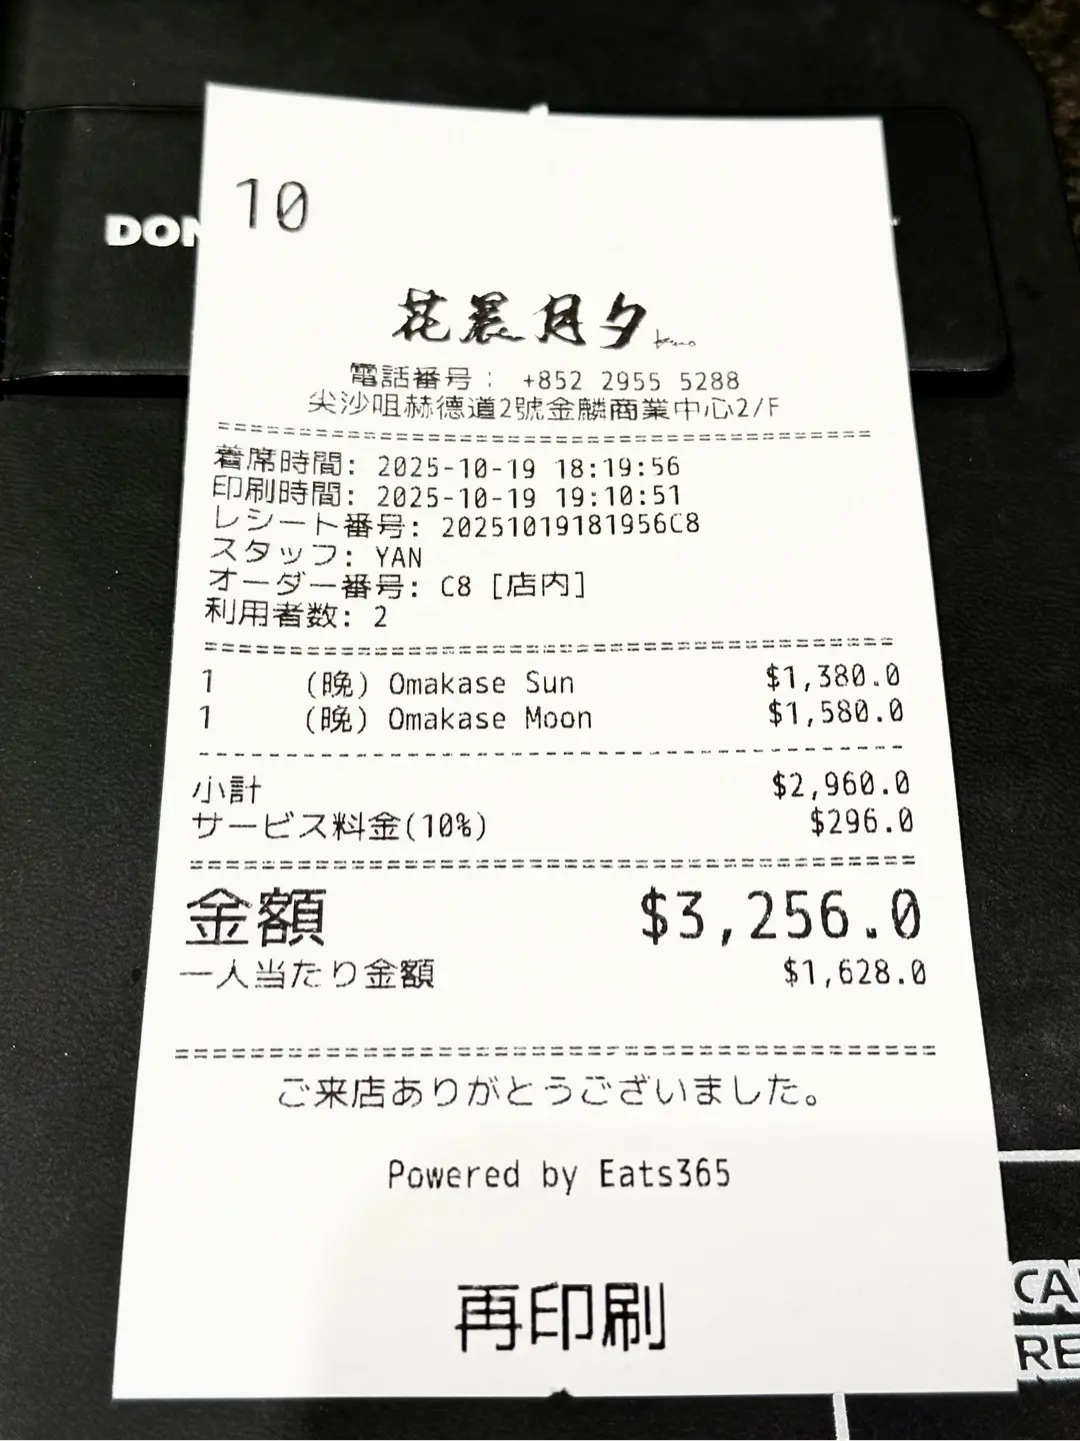 DON
10
花晨月夕
電話番号： +852 2955 5288
尖沙咀赫德道2號金麟商業中心2/F
着席時間: 2025-10-19 18:19:56
印刷時間: 2025-10-19 19:10:51
レシート番号: 20251019181956C8
スタッフ: YAN
オーダー番号: C8 [店内]
利用者数: 2
1 (晩) Omakase Sun $1,380.0
1 (晩) Omakase Moon $1,580.0
小計 $2,960.0
サービス料金(10%) $296.0
金額 $3,256.0
一人当たり金額 $1,628.0
ご来店ありがとうございました。
Powered by Eats365
再印刷
CA
RE